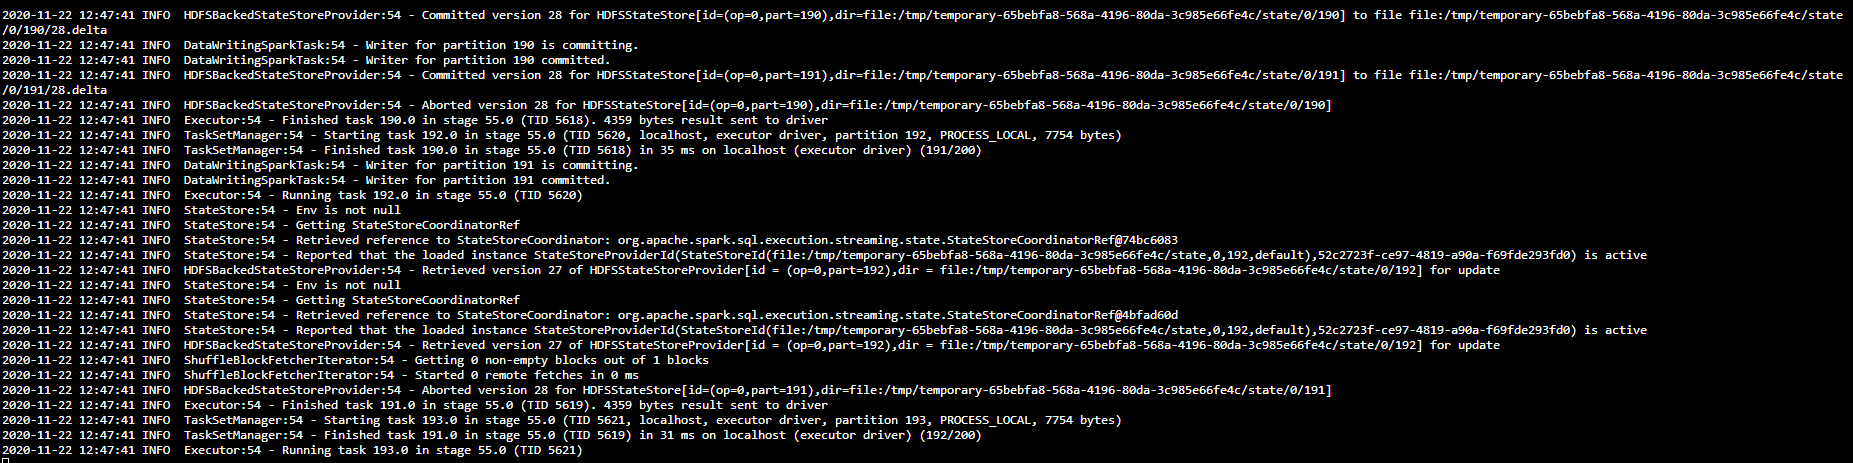 2020-11-22 12:47:41 INFO  HDFSBackedStateStoreProvider:54 - Committed version 28 for HDFSStateStore[id=(op=0,part=190),dir=file:/tmp/temporary-65bebfa8-568a-4196-80da-3c985e66fe4c/state/0/190] to file file:/tmp/temporary-65bebfa8-568a-4196-80da-3c985e66fe4c/state
/0/190/28.delta
2020-11-22 12:47:41 INFO  DataWritingSparkTask:54 - Writer for partition 190 is committing.
2020-11-22 12:47:41 INFO  DataWritingSparkTask:54 - Writer for partition 190 committed.
2020-11-22 12:47:41 INFO  HDFSBackedStateStoreProvider:54 - Committed version 28 for HDFSStateStore[id=(op=0,part=191),dir=file:/tmp/temporary-65bebfa8-568a-4196-80da-3c985e66fe4c/state/0/191] to file file:/tmp/temporary-65bebfa8-568a-4196-80da-3c985e66fe4c/state
/0/191/28.delta
2020-11-22 12:47:41 INFO  HDFSBackedStateStoreProvider:54 - Aborted version 28 for HDFSStateStore[id=(op=0,part=190),dir=file:/tmp/temporary-65bebfa8-568a-4196-80da-3c985e66fe4c/state/0/190]
2020-11-22 12:47:41 INFO  Executor:54 - Finished task 190.0 in stage 55.0 (TID 5618). 4359 bytes result sent to driver
2020-11-22 12:47:41 INFO  TaskSetManager:54 - Starting task 192.0 in stage 55.0 (TID 5620, localhost, executor driver, partition 192, PROCESS_LOCAL, 7754 bytes)
2020-11-22 12:47:41 INFO  TaskSetManager:54 - Finished task 190.0 in stage 55.0 (TID 5618) in 35 ms on localhost (executor driver) (191/200)
2020-11-22 12:47:41 INFO  DataWritingSparkTask:54 - Writer for partition 191 is committing.
2020-11-22 12:47:41 INFO  DataWritingSparkTask:54 - Writer for partition 191 committed.
2020-11-22 12:47:41 INFO  Executor:54 - Running task 192.0 in stage 55.0 (TID 5620)
2020-11-22 12:47:41 INFO  StateStore:54 - Env is not null
2020-11-22 12:47:41 INFO  StateStore:54 - Getting StateStoreCoordinatorRef
2020-11-22 12:47:41 INFO  StateStore:54 - Retrieved reference to StateStoreCoordinator: org.apache.spark.sql.execution.streaming.state.StateStoreCoordinatorRef@74bc6083
2020-11-22 12:47:41 INFO  StateStore:54 - Reported that the loaded instance StateStoreProviderId(StateStoreId(file:/tmp/temporary-65bebfa8-568a-4196-80da-3c985e66fe4c/state,0,192,default),52c2723f-ce97-4819-a90a-f69fde293fd0) is active
2020-11-22 12:47:41 INFO  HDFSBackedStateStoreProvider:54 - Retrieved version 27 of HDFSStateStoreProvider[id = (op=0,part=192),dir = file:/tmp/temporary-65bebfa8-568a-4196-80da-3c985e66fe4c/state/0/192] for update
2020-11-22 12:47:41 INFO  StateStore:54 - Env is not null
2020-11-22 12:47:41 INFO  StateStore:54 - Getting StateStoreCoordinatorRef
2020-11-22 12:47:41 INFO  StateStore:54 - Retrieved reference to StateStoreCoordinator: org.apache.spark.sql.execution.streaming.state.StateStoreCoordinatorRef@4bfad60d
2020-11-22 12:47:41 INFO  StateStore:54 - Reported that the loaded instance StateStoreProviderId(StateStoreId(file:/tmp/temporary-65bebfa8-568a-4196-80da-3c985e66fe4c/state,0,192,default),52c2723f-ce97-4819-a90a-f69fde293fd0) is active
2020-11-22 12:47:41 INFO  HDFSBackedStateStoreProvider:54 - Retrieved version 27 of HDFSStateStoreProvider[id = (op=0,part=192),dir = file:/tmp/temporary-65bebfa8-568a-4196-80da-3c985e66fe4c/state/0/192] for update
2020-11-22 12:47:41 INFO  ShuffleBlockFetcherIterator:54 - Getting 0 non-empty blocks out of 1 blocks
2020-11-22 12:47:41 INFO  ShuffleBlockFetcherIterator:54 - Started 0 remote fetches in 0 ms
2020-11-22 12:47:41 INFO  HDFSBackedStateStoreProvider:54 - Aborted version 28 for HDFSStateStore[id=(op=0,part=191),dir=file:/tmp/temporary-65bebfa8-568a-4196-80da-3c985e66fe4c/state/0/191]
2020-11-22 12:47:41 INFO  Executor:54 - Finished task 191.0 in stage 55.0 (TID 5619). 4359 bytes result sent to driver
2020-11-22 12:47:41 INFO  TaskSetManager:54 - Starting task 193.0 in stage 55.0 (TID 5621, localhost, executor driver, partition 193, PROCESS_LOCAL, 7754 bytes)
2020-11-22 12:47:41 INFO  TaskSetManager:54 - Finished task 191.0 in stage 55.0 (TID 5619) in 31 ms on localhost (executor driver) (192/200)
2020-11-22 12:47:41 INFO  Executor:54 - Running task 193.0 in stage 55.0 (TID 5621)